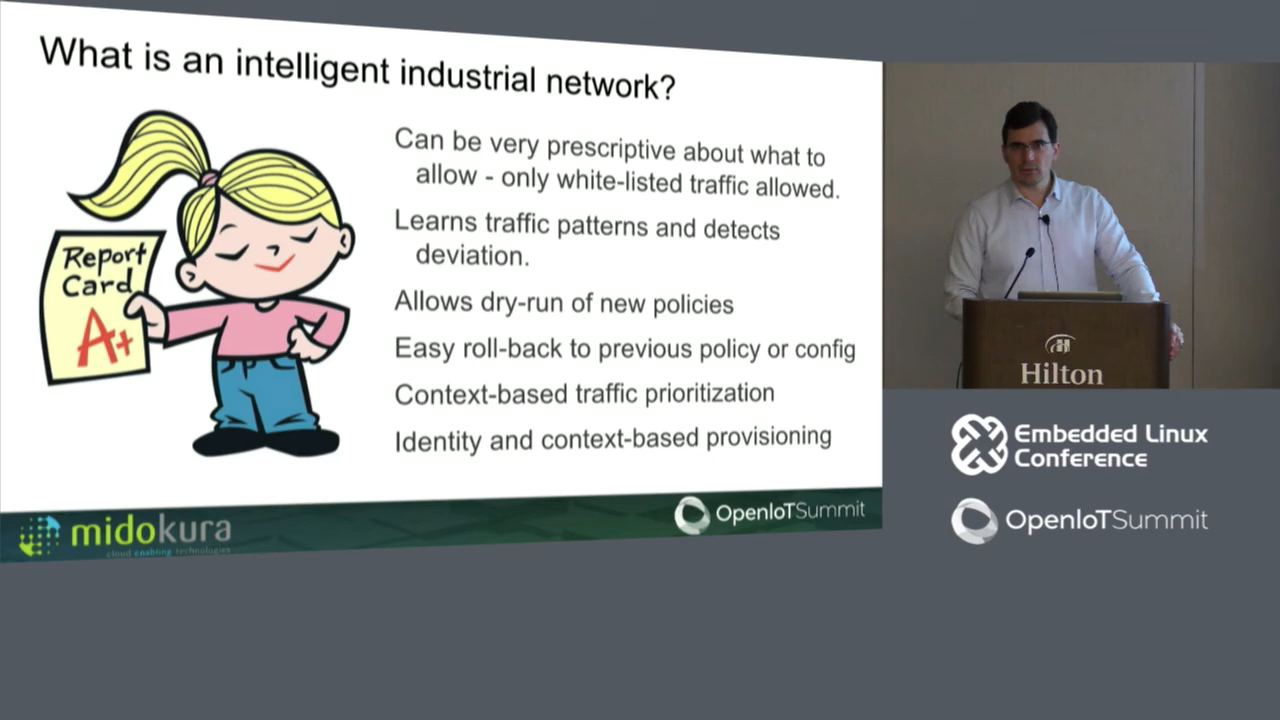 What is an intelligent industrial network?
Can be very prescriptive about what to
allow - only white-listed traffic allowed.
Learns traffic patterns and detects
deviation.
Allows dry-run of new policies
Easy roll-back to previous policy or config
Context-based traffic prioritization
Identity and context-based provisioning
Report
Card
A+
midokura
cloud enabling technologies
OpenIoTSummit
Hilton
Embedded Linux
Conference
OpenIoTSummit